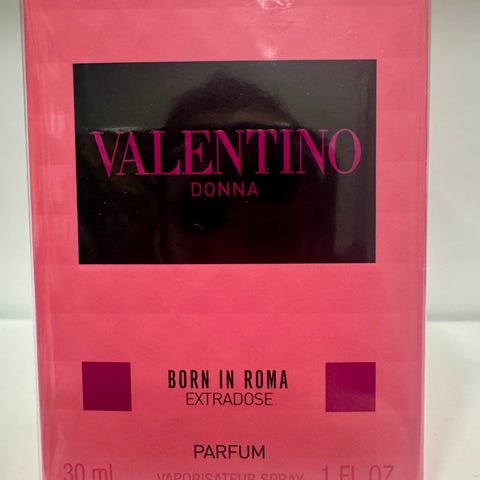 VALENTINO
DONNA
BORN IN ROMA
EXTRADOSE
PARFUM
30 ml VAPORISATEUR SPRAY 1 FL OZ